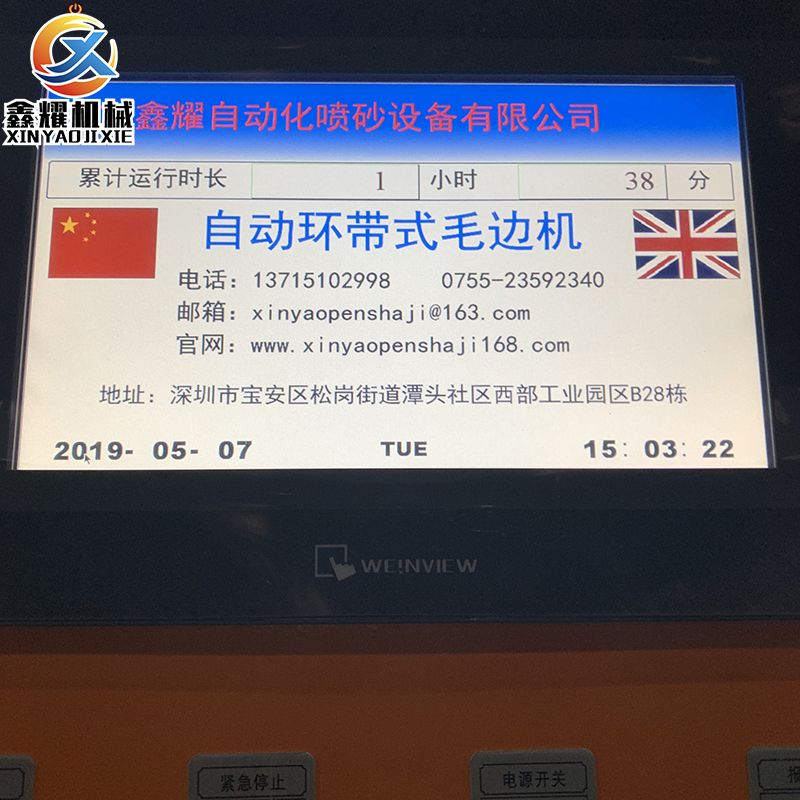 鑫耀机械
XINYAOJIXIE
鑫耀自动化喷砂设备有限公司
累计运行时长 1 小时 38 分
自动环带式毛边机
电话：13715102998 0755-23592340
邮箱：xinyaopenshaji@163.com
官网：www.xinyaopenshaji168.com
地址：深圳市宝安区松岗街道潭头社区西部工业园区B28栋
2019- 05- 07 TUE 15: 03: 22
WE!NVIEW
紧急停止 电源开关